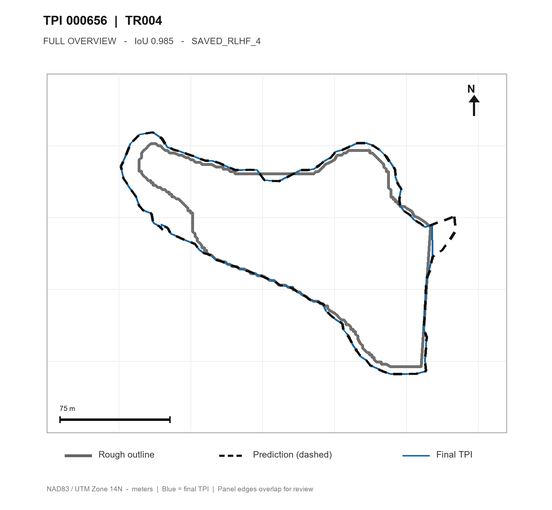 TPI 000656 | TR004
FULL OVERVIEW - IoU 0.985 - SAVED_RLHF_4
N
75 m
Rough outline Prediction (dashed) Final TPI
NAD83 / UTM Zone 14N - meters | Blue = final TPI | Panel edges overlap for review